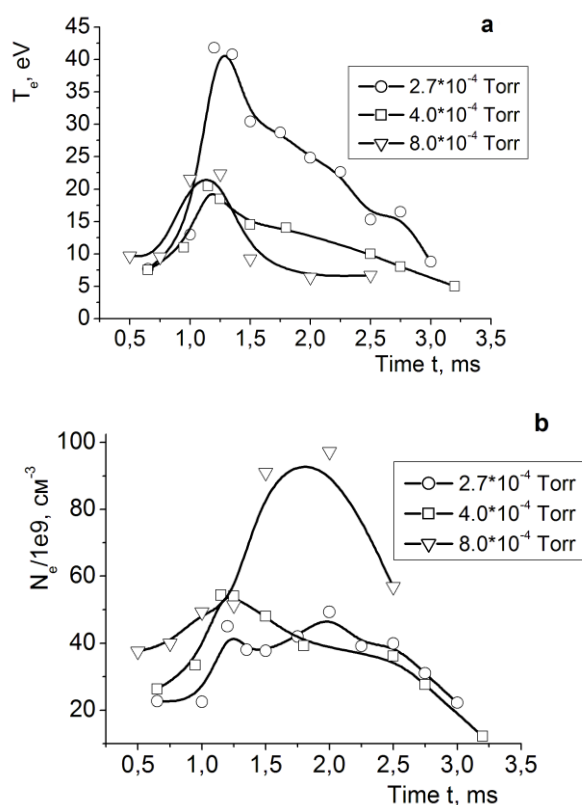 a
T_e, eV
45
40
35
30
25
20
15
10
5
0
2.7*10⁻⁴ Torr
4.0*10⁻⁴ Torr
8.0*10⁻⁴ Torr
0,5 1,0 1,5 2,0 2,5 3,0 3,5
Time t, ms
b
N_e/1e9, см⁻³
100
80
60
40
20
2.7*10⁻⁴ Torr
4.0*10⁻⁴ Torr
8.0*10⁻⁴ Torr
0,5 1,0 1,5 2,0 2,5 3,0 3,5
Time t, ms